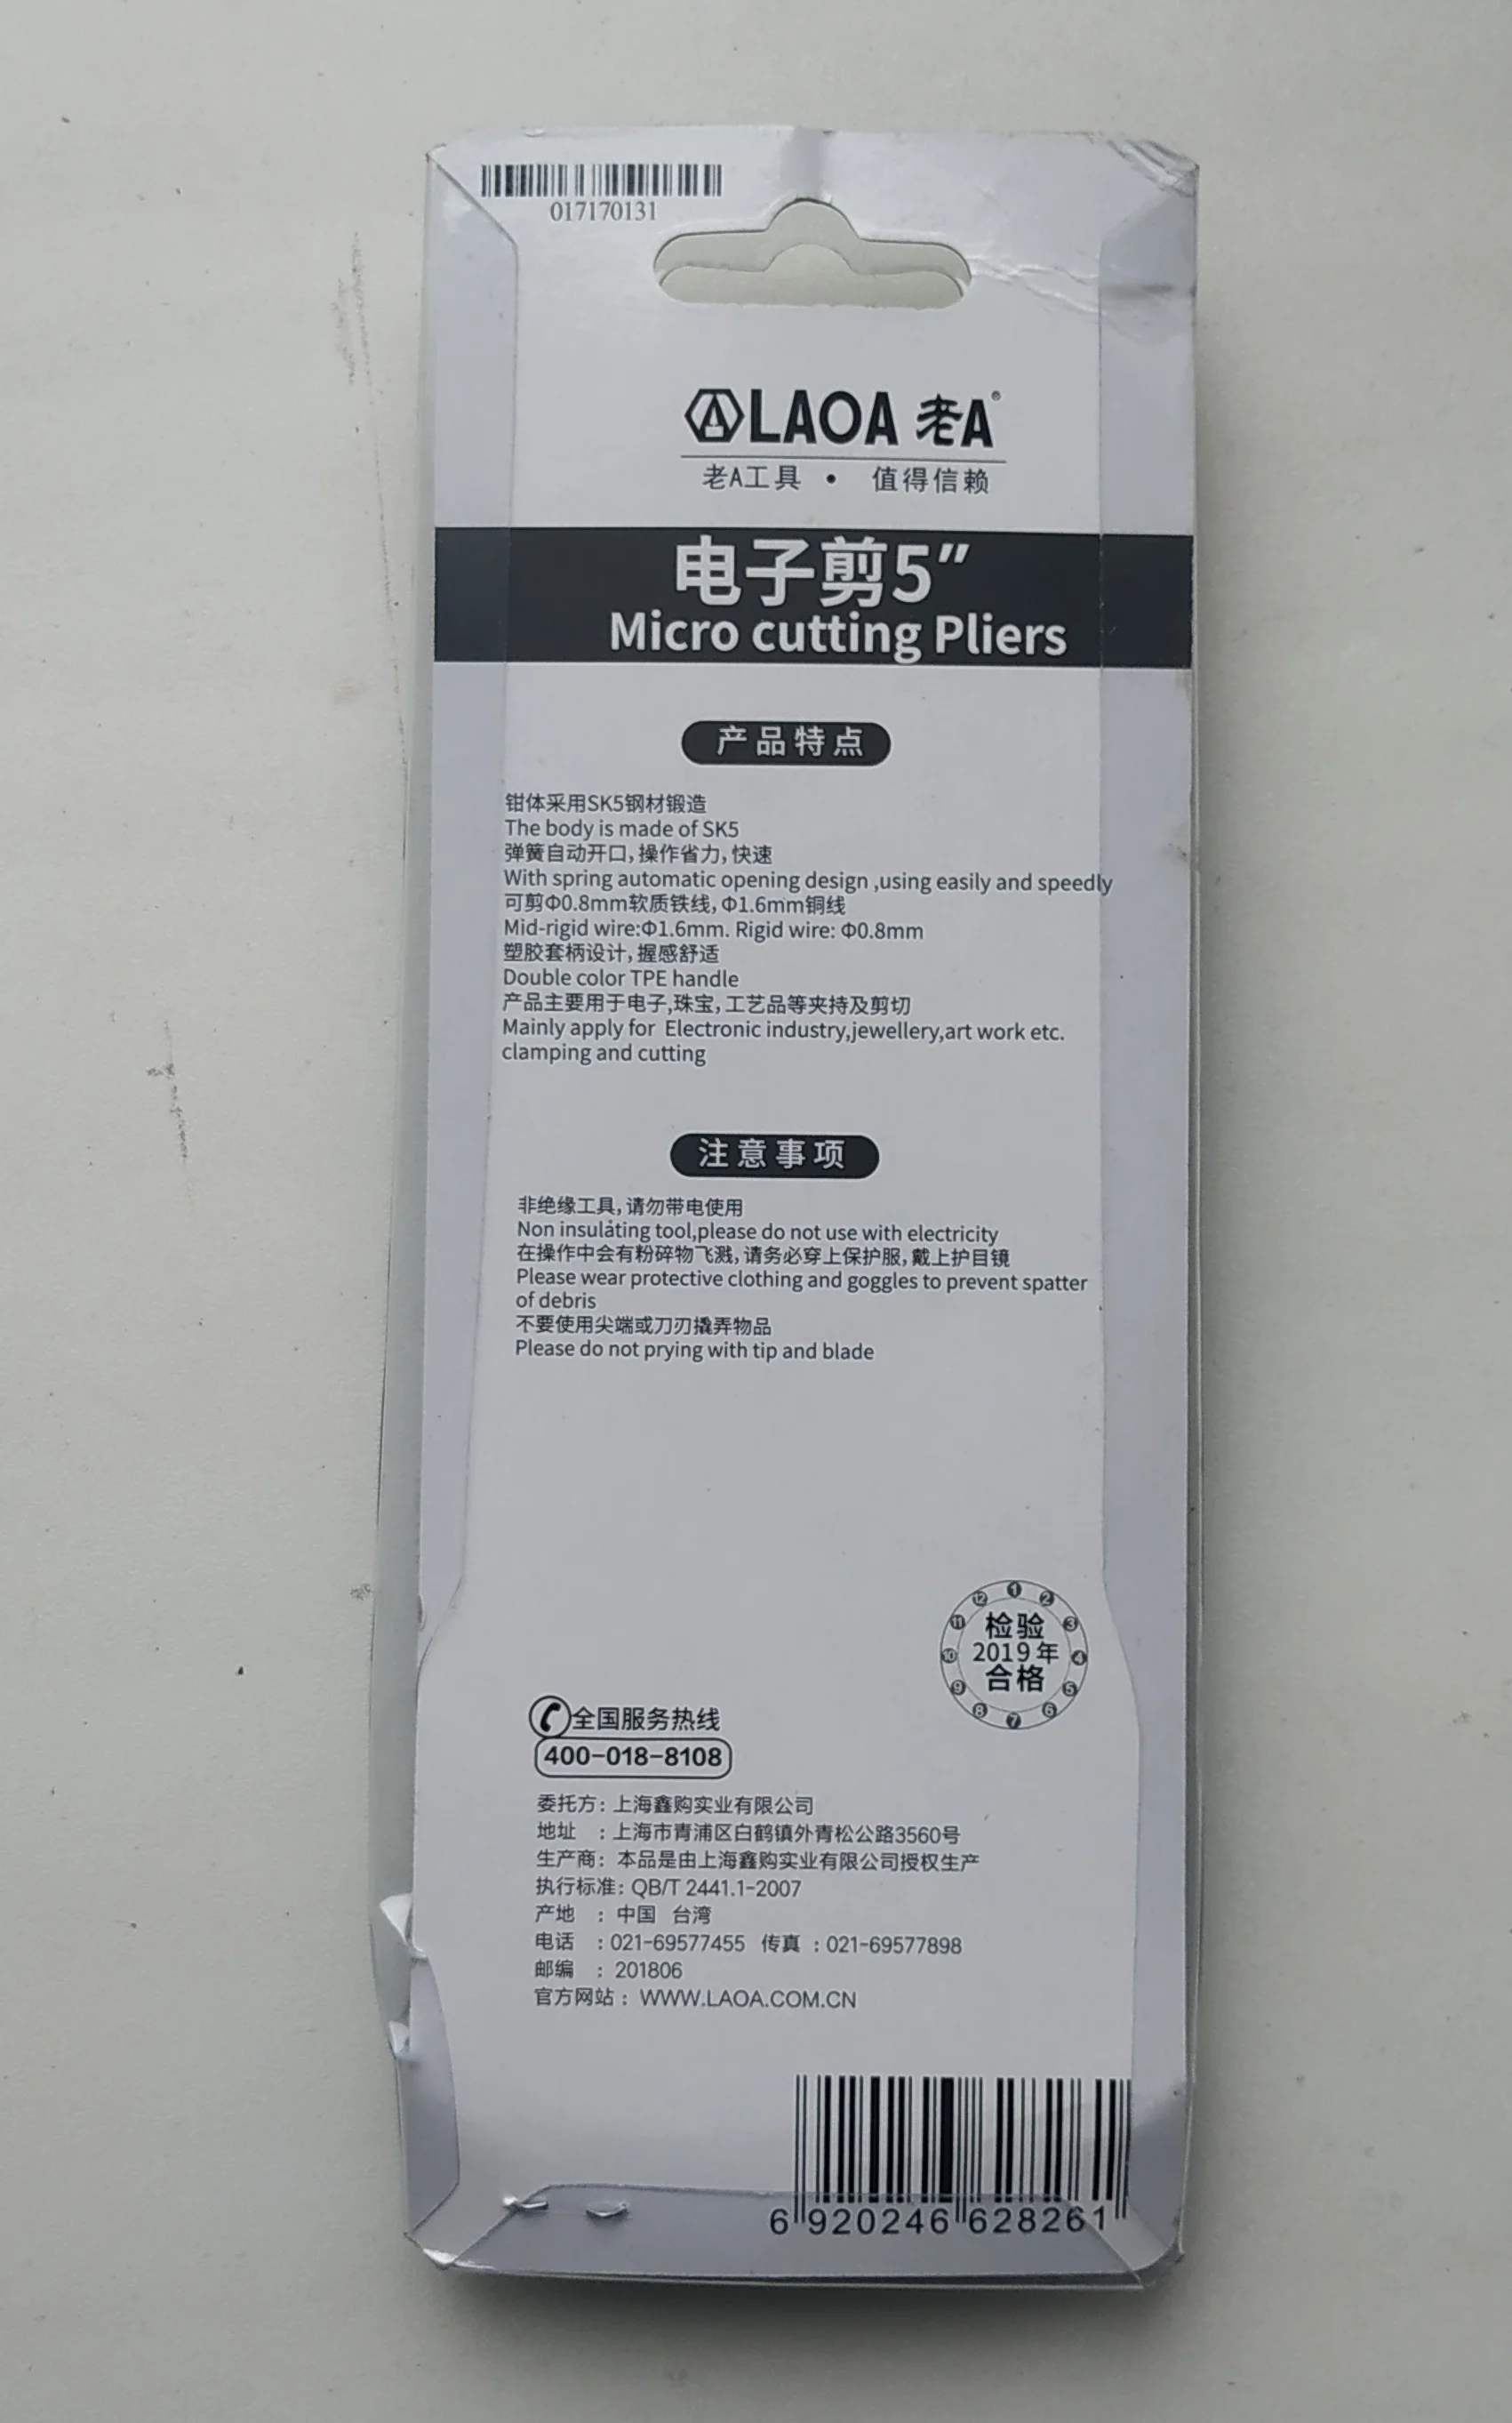 017170131
LAOA 老A®
老A工具 • 值得信赖
电子剪5″
Micro cutting Pliers
产品特点
钳体采用SK5钢材锻造
The body is made of SK5
弹簧自动开口,操作省力,快速
With spring automatic opening design ,using easily and speedly
可剪Φ0.8mm软质铁线,Φ1.6mm铜线
Mid-rigid wire:Φ1.6mm. Rigid wire: Φ0.8mm
塑胶套柄设计,握感舒适
Double color TPE handle
产品主要用于电子,珠宝,工艺品等夹持及剪切
Mainly apply for Electronic industry,jewellery,art work etc.
clamping and cutting
注意事项
非绝缘工具,请勿带电使用
Non insulating tool,please do not use with electricity
在操作中会有粉碎物飞溅,请务必穿上保护服,戴上护目镜
Please wear protective clothing and goggles to prevent spatter
of debris
不要使用尖端或刀刃撬弄物品
Please do not prying with tip and blade
1 2 3 4 5 6 7 8 9 10 11 12
检验
2019年
合格
全国服务热线
400-018-8108
委托方: 上海鑫购实业有限公司
地址 : 上海市青浦区白鹤镇外青松公路3560号
生产商: 本品是由上海鑫购实业有限公司授权生产
执行标准: QB/T 2441.1-2007
产地 : 中国 台湾
电话 : 021-69577455 传真 : 021-69577898
邮编 : 201806
官方网站 : WWW.LAOA.COM.CN
6 920246 628261